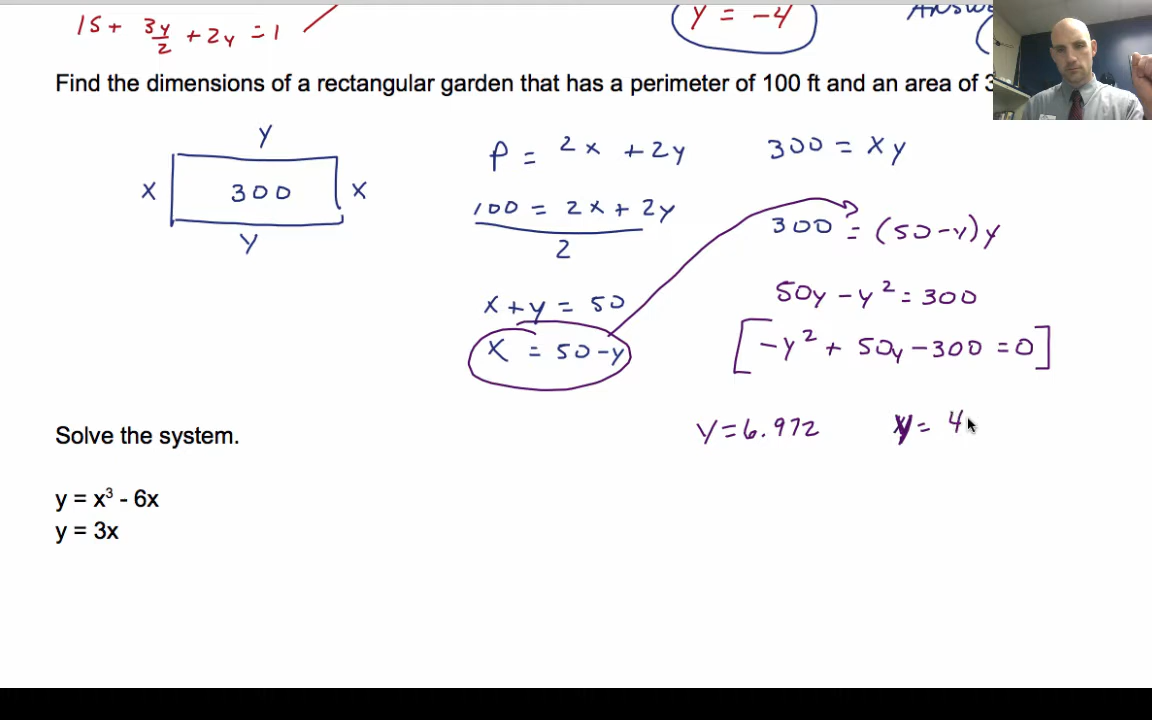 15 + 3y/2 + 2y = 1
y = -4
Find the dimensions of a rectangular garden that has a perimeter of 100 ft and an area of
y
x 300 x
y
P = 2x + 2y
100 = 2x + 2y
2
x + y = 50
x = 50 - y
300 = xy
300 = (50 - y) y
50y - y² = 300
[ -y² + 50y - 300 = 0 ]
y = 6.972 y = 4
Solve the system.
y = x³ - 6x
y = 3x